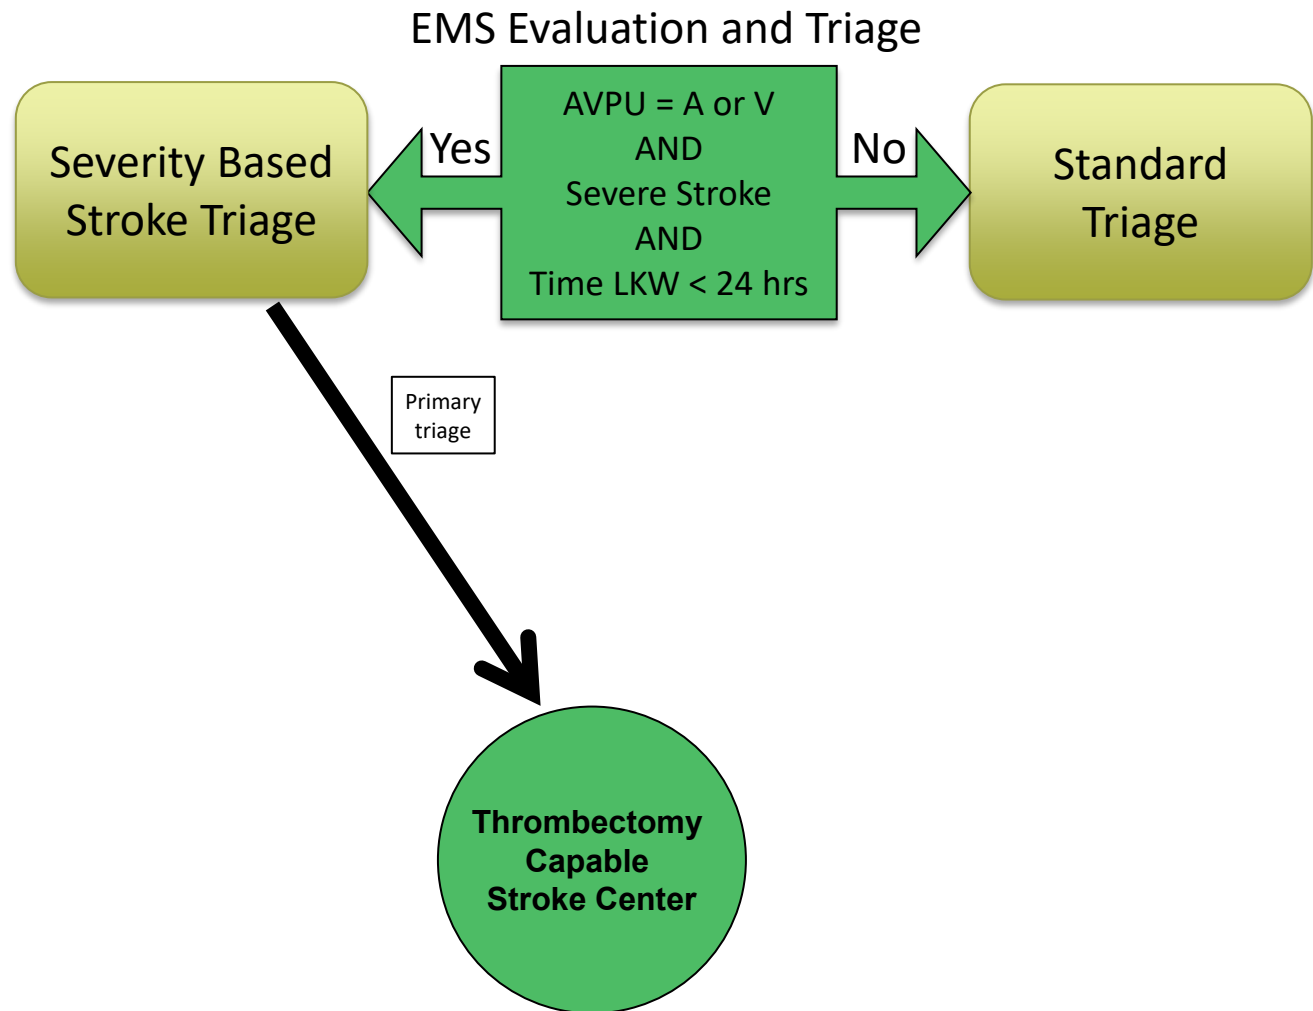 EMS Evaluation and Triage
Severity Based
Stroke Triage
Yes
AVPU = A or V
AND
Severe Stroke
AND
Time LKW < 24 hrs
No
Standard
Triage
Primary
triage
Thrombectomy
Capable
Stroke Center